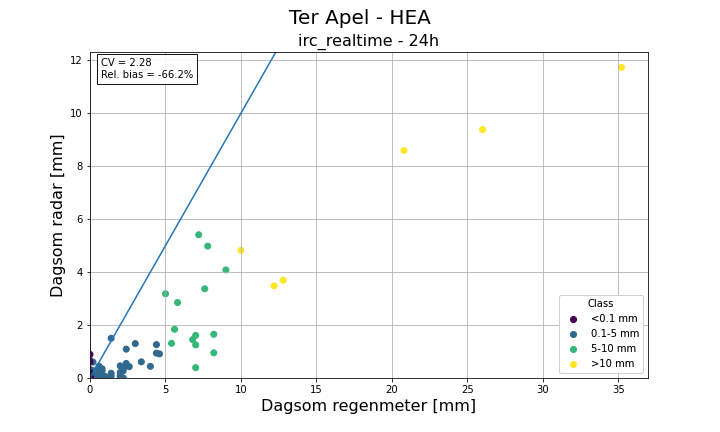 Ter Apel - HEA
irc_realtime - 24h
CV = 2.28
Rel. bias = -66.2%
Dagsom radar [mm]
12
10
8
6
4
2
0
0
5
10
15
20
25
30
35
Dagsom regenmeter [mm]
Class
<0.1 mm
0.1-5 mm
5-10 mm
>10 mm